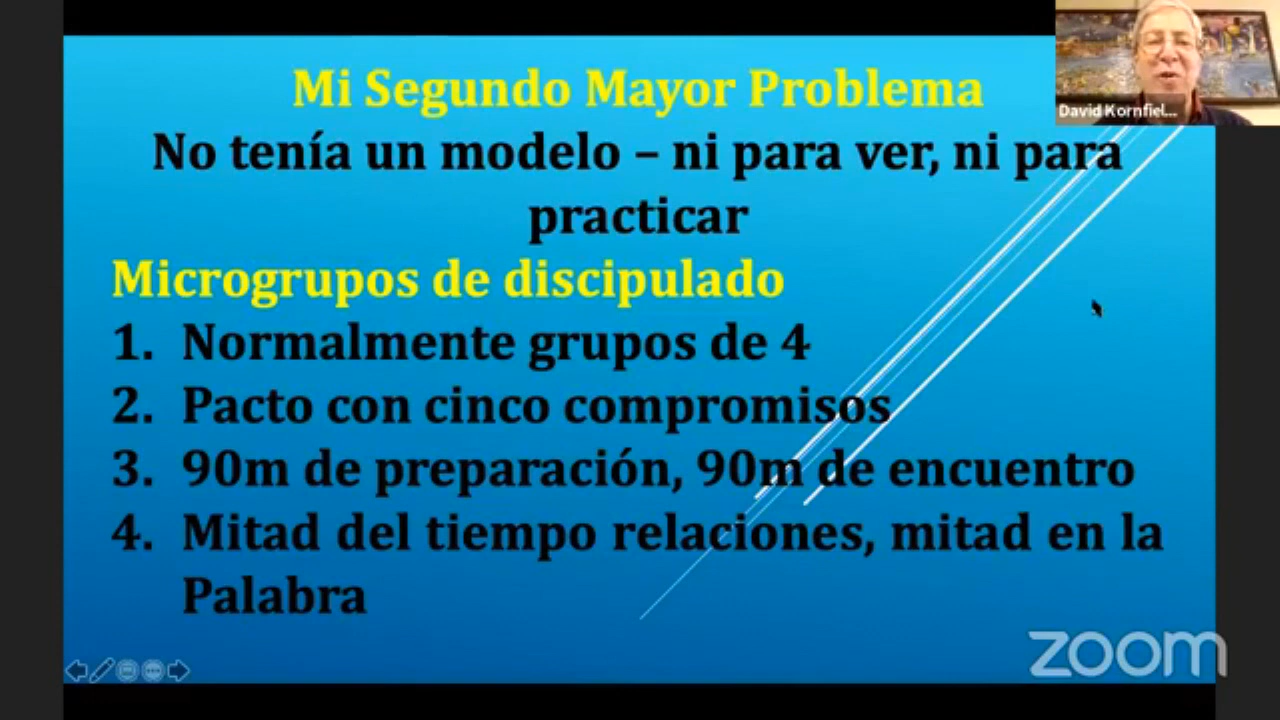 Mi Segundo Mayor Problema
No tenía un modelo – ni para ver, ni para
practicar
Microgrupos de discipulado
1. Normalmente grupos de 4
2. Pacto con cinco compromisos
3. 90m de preparación, 90m de encuentro
4. Mitad del tiempo relaciones, mitad en la
Palabra
David Kornfiel...
zoom